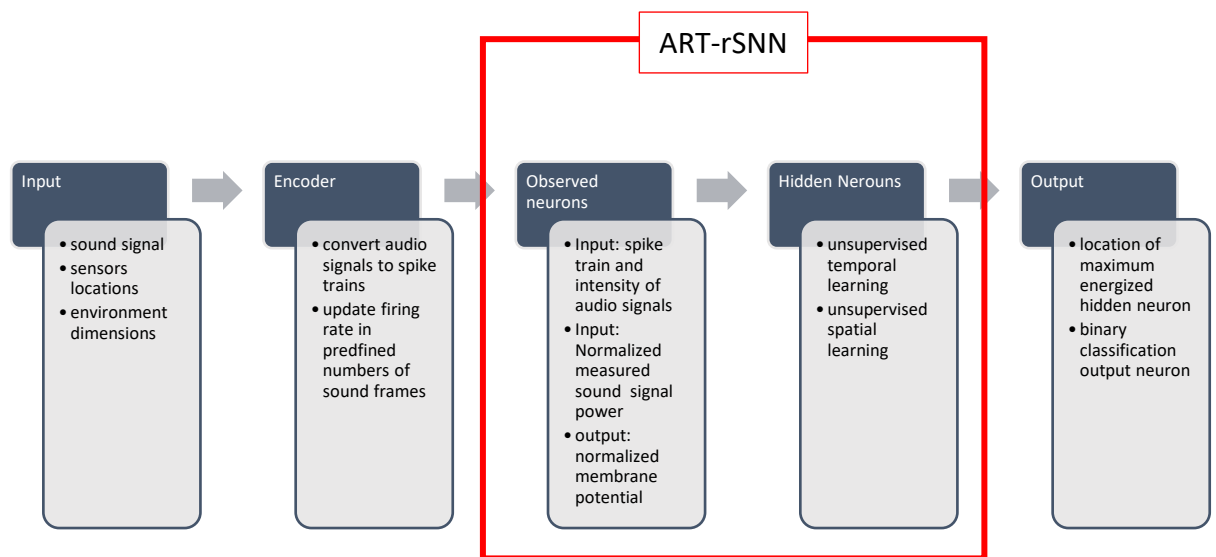 ART-rSNN
Input
• sound signal
• sensors
locations
• environment
dimensions
Encoder
• convert audio
signals to spike
trains
• update firing
rate in
predfined
numbers of
sound frames
Observed
neurons
• Input: spike
train and
intensity of
audio signals
• Input:
Normalized
measured
sound signal
power
• output:
normalized
membrane
potential
Hidden Nerouns
• unsupervised
temporal
learning
• unsupervised
spatial
learning
Output
• location of
maximum
energized
hidden neuron
• binary
classification
output neuron